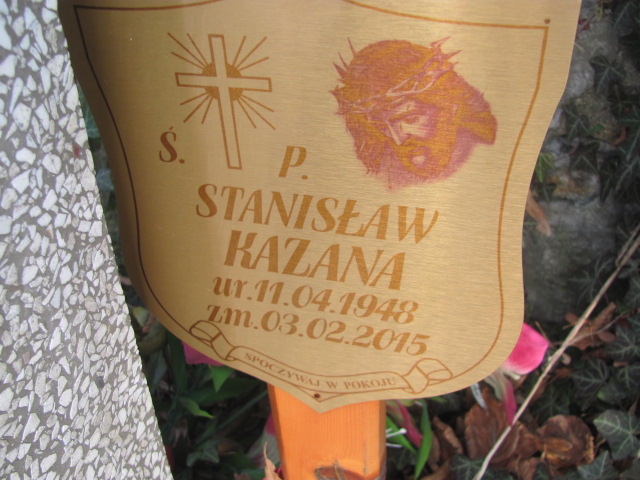 Ś. P.
STANISŁAW
KAZANA
ur.11.04.1948
zm.03.02.2015
SPOCZYWAJ W POKOJU